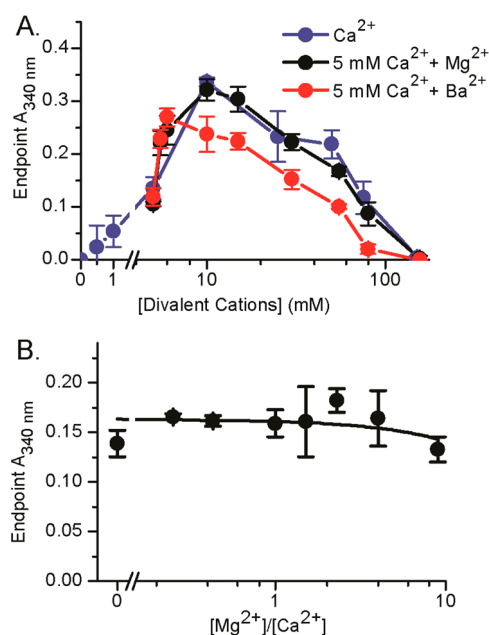 A.
Ca²⁺
5 mM Ca²⁺ + Mg²⁺
5 mM Ca²⁺ + Ba²⁺
Endpoint A₃₄₀ ₙₘ
0.4
0.3
0.2
0.1
0.0
0 1 10 100
[Divalent Cations] (mM)
B.
Endpoint A₃₄₀ ₙₘ
0.20
0.15
0.10
0.05
0.00
0 1 10
[Mg²⁺]/[Ca²⁺]